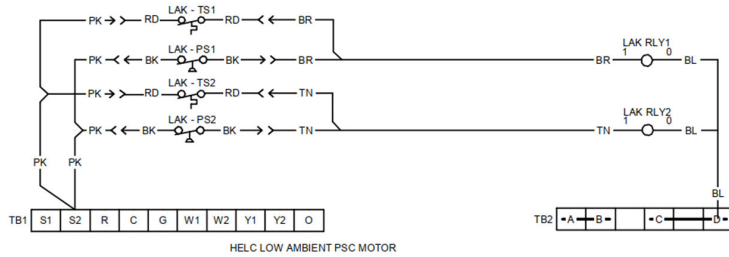 LAK - TS1
PK RD RD BR
LAK - PS1
PK BK BK BR
LAK RLY1
BR 1 0 BL
LAK - TS2
PK RD RD TN
LAK - PS2
PK BK BK TN
LAK RLY2
TN 1 0 BL
PK PK
BL
TB1 S1 S2 R C G W1 W2 Y1 Y2 O
TB2 A B C D
HELC LOW AMBIENT PSC MOTOR